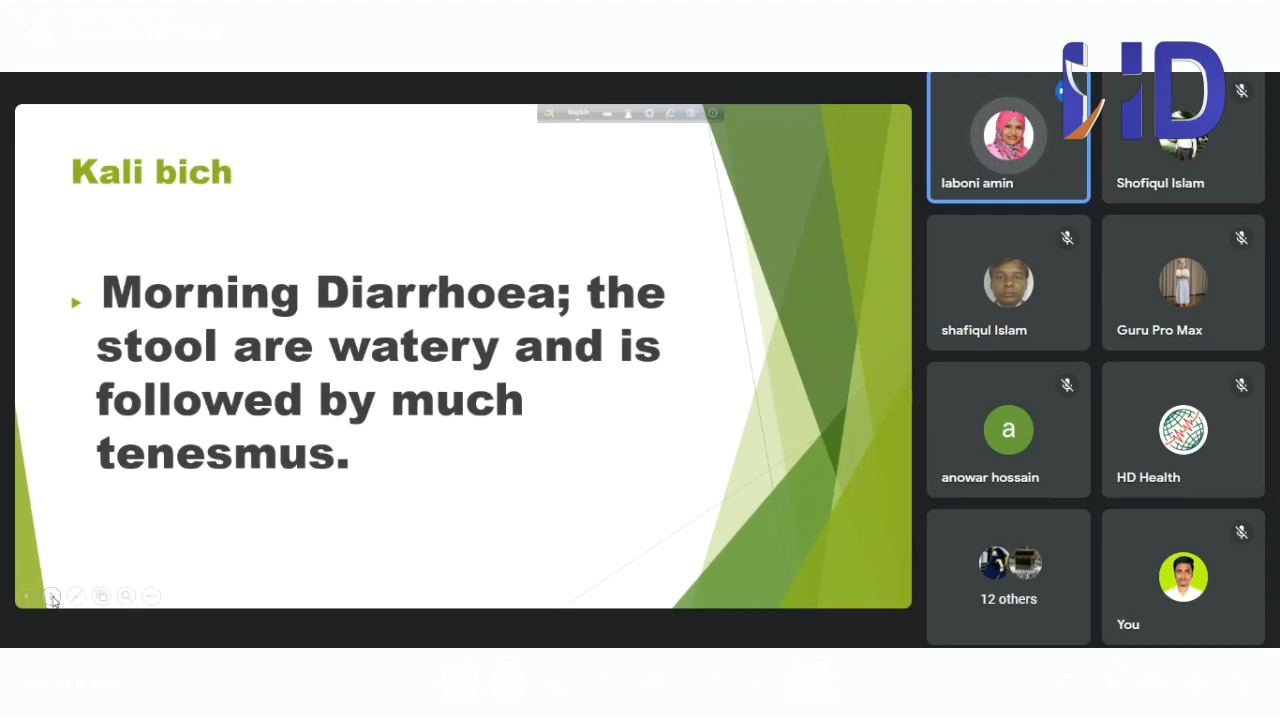 HD
English
Kali bich
Morning Diarrhoea; the
stool are watery and is
followed by much
tenesmus.
laboni amin
Shofiqul Islam
shafiqul Islam
Guru Pro Max
a
anowar hossain
HD Health
12 others
You